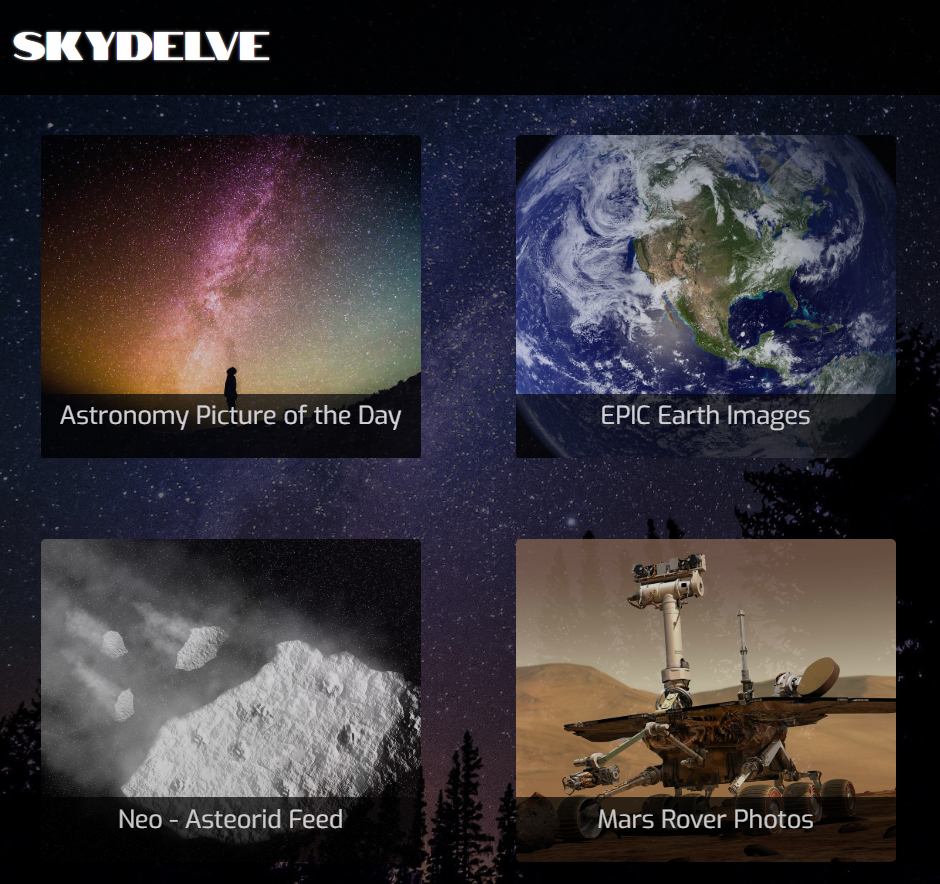 SKYDELVE
Astronomy Picture of the Day
EPIC Earth Images
Neo - Asteorid Feed
Mars Rover Photos